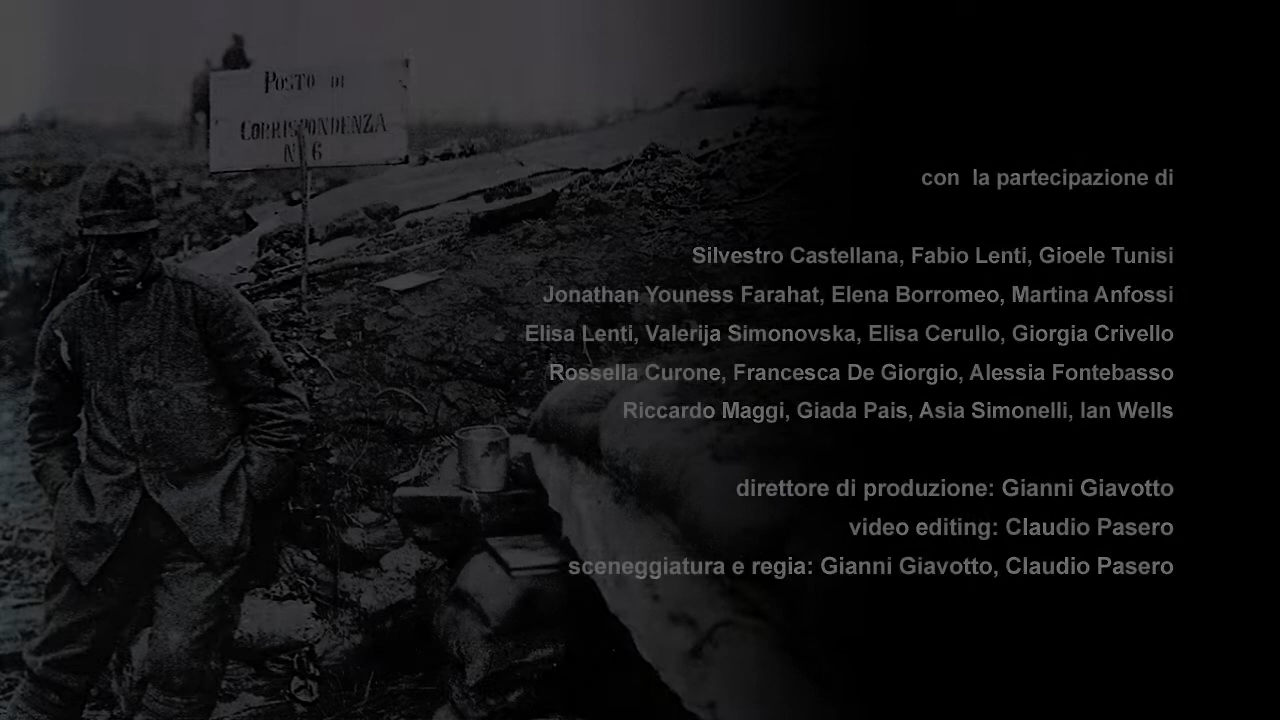 Posto di
Corrispondenza
N 6
con la partecipazione di
Silvestro Castellana, Fabio Lenti, Gioele Tunisi
Jonathan Youness Farahat, Elena Borromeo, Martina Anfossi
Elisa Lenti, Valerija Simonovska, Elisa Cerullo, Giorgia Crivello
Rossella Curone, Francesca De Giorgio, Alessia Fontebasso
Riccardo Maggi, Giada Pais, Asia Simonelli, Ian Wells
direttore di produzione: Gianni Giavotto
video editing: Claudio Pasero
sceneggiatura e regia: Gianni Giavotto, Claudio Pasero